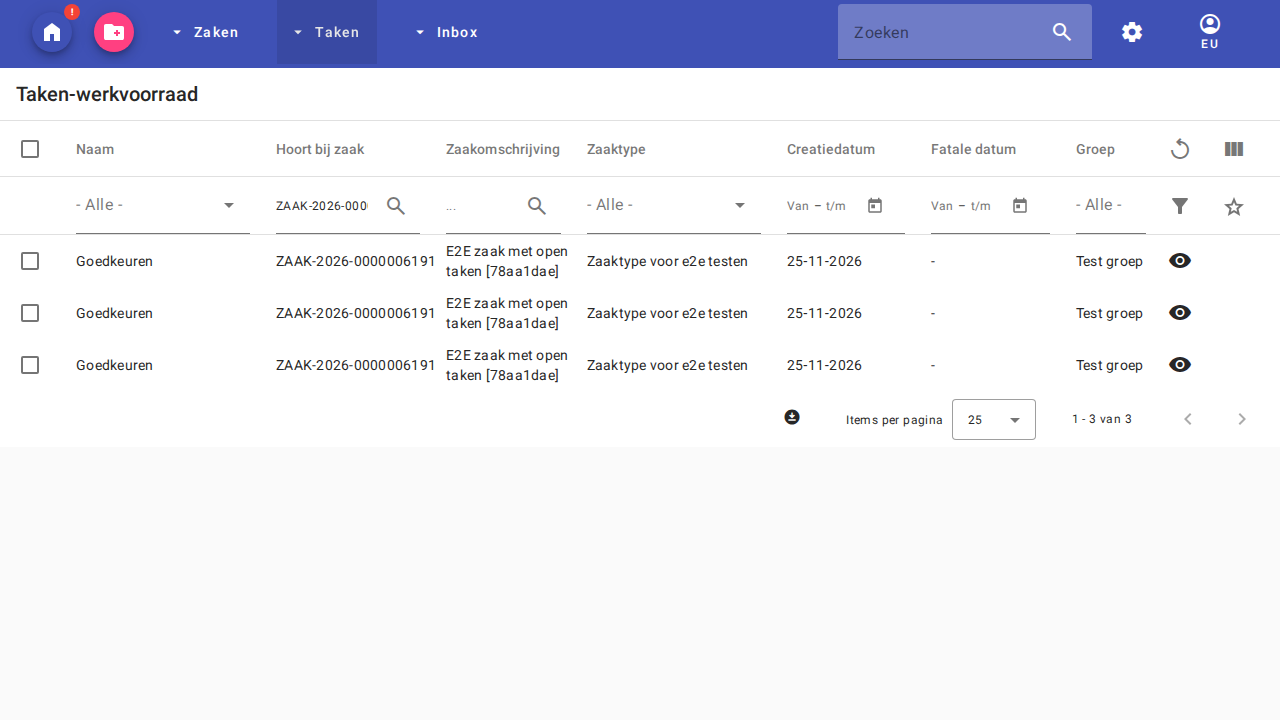 !
Zaken
Taken
Inbox
Zoeken
EU
Taken-werkvoorraad
Naam Hoort bij zaak Zaakomschrijving Zaaktype Creatiedatum Fatale datum Groep
- Alle - ZAAK-2026-000 ... - Alle - Van – t/m Van – t/m - Alle -
Goedkeuren ZAAK-2026-0000006191 E2E zaak met open taken [78aa1dae] Zaaktype voor e2e testen 25-11-2026 - Test groep
Goedkeuren ZAAK-2026-0000006191 E2E zaak met open taken [78aa1dae] Zaaktype voor e2e testen 25-11-2026 - Test groep
Goedkeuren ZAAK-2026-0000006191 E2E zaak met open taken [78aa1dae] Zaaktype voor e2e testen 25-11-2026 - Test groep
Items per pagina 25 1 - 3 van 3